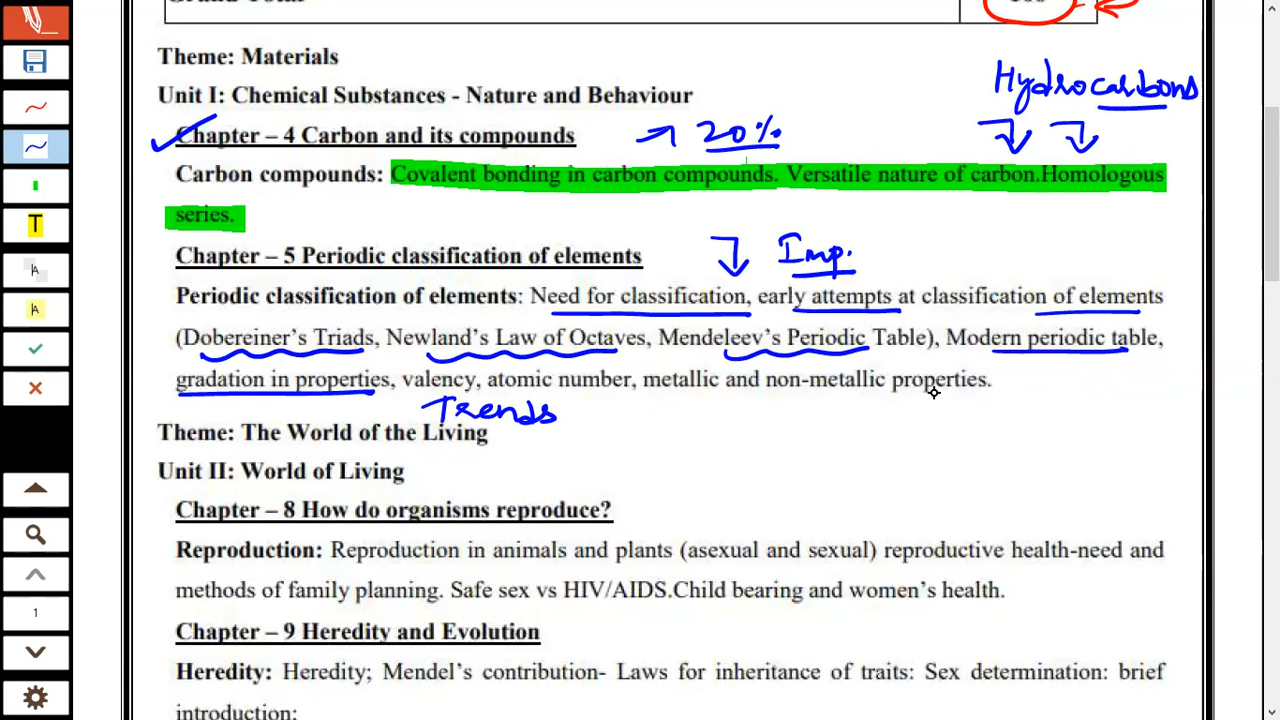 Grand Total 100
Theme: Materials
Hydrocarbons
Unit I: Chemical Substances - Nature and Behaviour
Chapter – 4 Carbon and its compounds → 20%
Carbon compounds: Covalent bonding in carbon compounds. Versatile nature of carbon.Homologous
series.
Chapter – 5 Periodic classification of elements Imp.
Periodic classification of elements: Need for classification, early attempts at classification of elements
(Dobereiner's Triads, Newland's Law of Octaves, Mendeleev's Periodic Table), Modern periodic table,
gradation in properties, valency, atomic number, metallic and non-metallic properties.
Trends
Theme: The World of the Living
Unit II: World of Living
Chapter – 8 How do organisms reproduce?
Reproduction: Reproduction in animals and plants (asexual and sexual) reproductive health-need and
methods of family planning. Safe sex vs HIV/AIDS.Child bearing and women's health.
Chapter – 9 Heredity and Evolution
Heredity: Heredity; Mendel's contribution- Laws for inheritance of traits: Sex determination: brief
introduction;
T
A
A
1